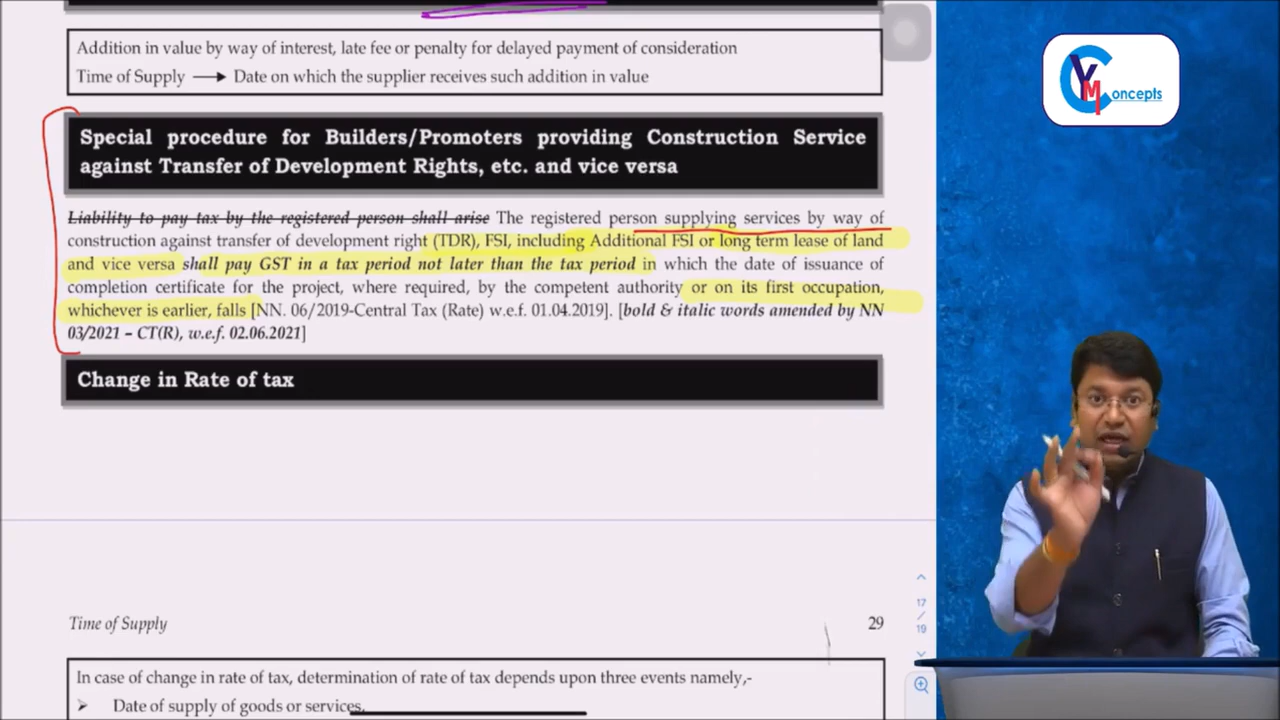 Addition in value by way of interest, late fee or penalty for delayed payment of consideration
Time of Supply → Date on which the supplier receives such addition in value
Special procedure for Builders/Promoters providing Construction Service
against Transfer of Development Rights, etc. and vice versa
Liability to pay tax by the registered person shall arise The registered person supplying services by way of
construction against transfer of development right (TDR), FSI, including Additional FSI or long term lease of land
and vice versa shall pay GST in a tax period not later than the tax period in which the date of issuance of
completion certificate for the project, where required, by the competent authority or on its first occupation,
whichever is earlier, falls [NN. 06/2019-Central Tax (Rate) w.e.f. 01.04.2019]. [bold & italic words amended by NN
03/2021 – CT(R), w.e.f. 02.06.2021]
Change in Rate of tax
Time of Supply 29
In case of change in rate of tax, determination of rate of tax depends upon three events namely,-
➢ Date of supply of goods or services.
17
/
19
CYM oncepts